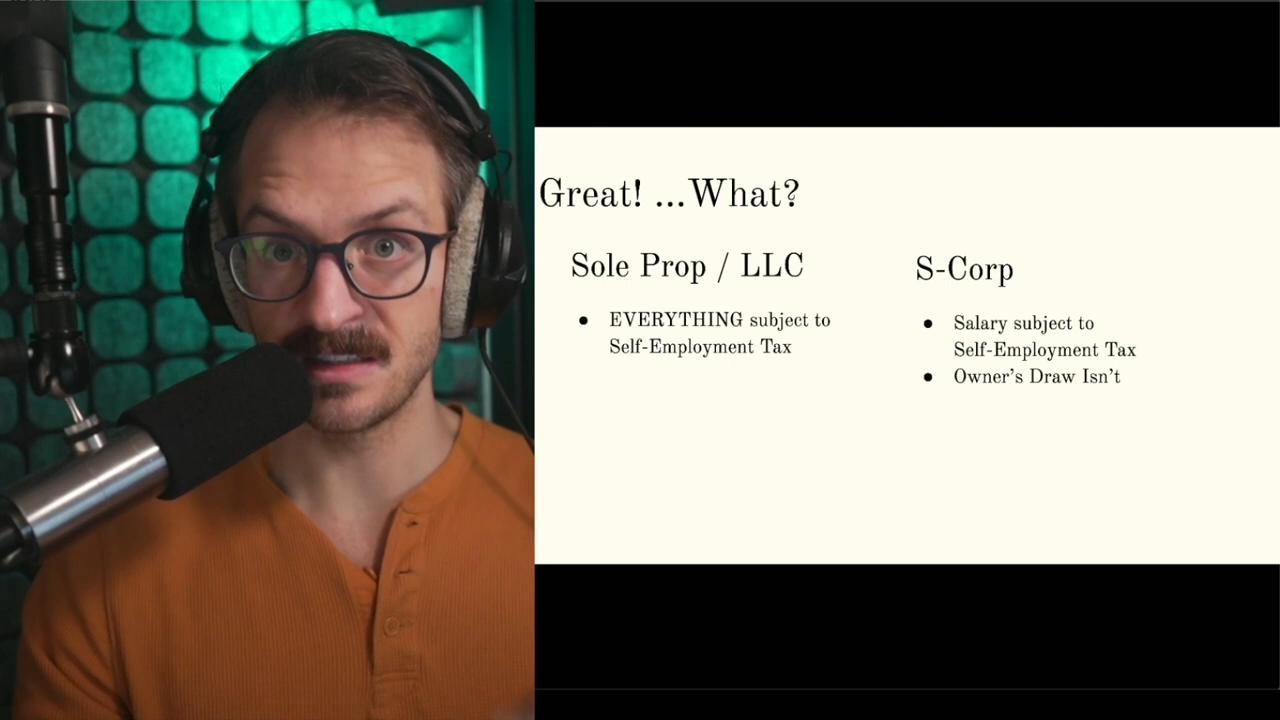 Great! ...What?
Sole Prop / LLC
● EVERYTHING subject to
Self-Employment Tax
S-Corp
● Salary subject to
Self-Employment Tax
● Owner's Draw Isn't